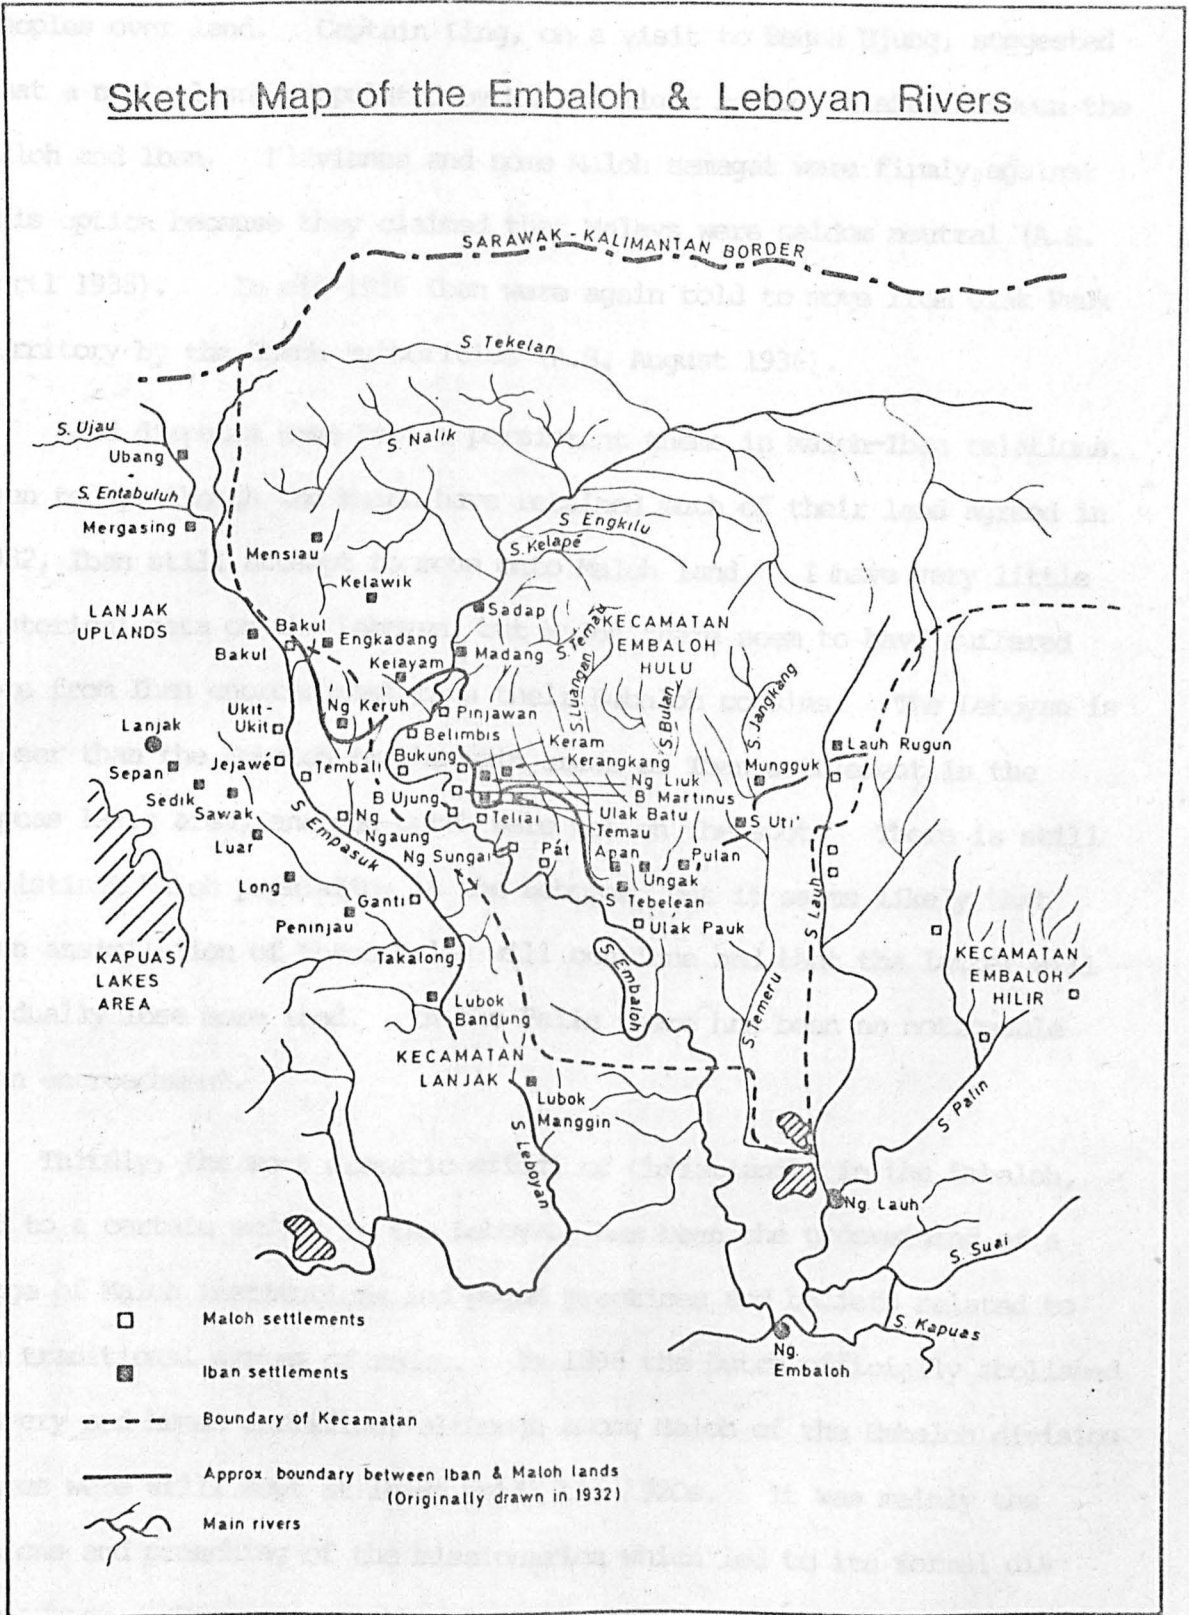 Sketch Map of the Embaloh & Leboyan Rivers
SARAWAK - KALIMANTAN BORDER
S. Tekelan
S. Ujau
Ubang
S. Nalik
S. Entabuluh
Mergasing
S Engkilu
S. Kelapé
Mensiau
Kelawik
LANJAK
UPLANDS
Sadap
S. Temak
KECAMATAN
EMBALOH
HULU
Bakul
Engkadang
Bakul
Madang
Kelayam
S. Luangan
S. Bulan
S. Jangkang
Ukit-
Ukit
Ng Keruh
Pinjawan
Lanjak
Belimbis
Keram
Lauh Rugun
Jejawé
Bukung
Kerangkang
Mungguk
Sepan
Tembali
Ng Liuk
Sedik
B Ujung
B Martinus
Sawak
S. Empasuk
Ng
Ngaung
Teliai
Ulak Batu
S Uti'
Temau
Luar
Ng Sungai
Pát
Apan
Pulan
Ungak
Long
Ganti
S Tebelean
S Lauh
Peninjau
Ulak Pauk
KAPUAS
LAKES
AREA
Takalong
S Embaloh
KECAMATAN
EMBALOH
HILIR
Lubok
Bandung
S. Temeru
KECAMATAN
LANJAK
Lubok
Manggin
S Palin
S Leboyan
Ng. Lauh
S. Suai
S. Kapuas
Ng.
Embaloh
Maloh settlements
Iban settlements
Boundary of Kecamatan
Approx. boundary between Iban & Maloh lands
(Originally drawn in 1932)
Main rivers